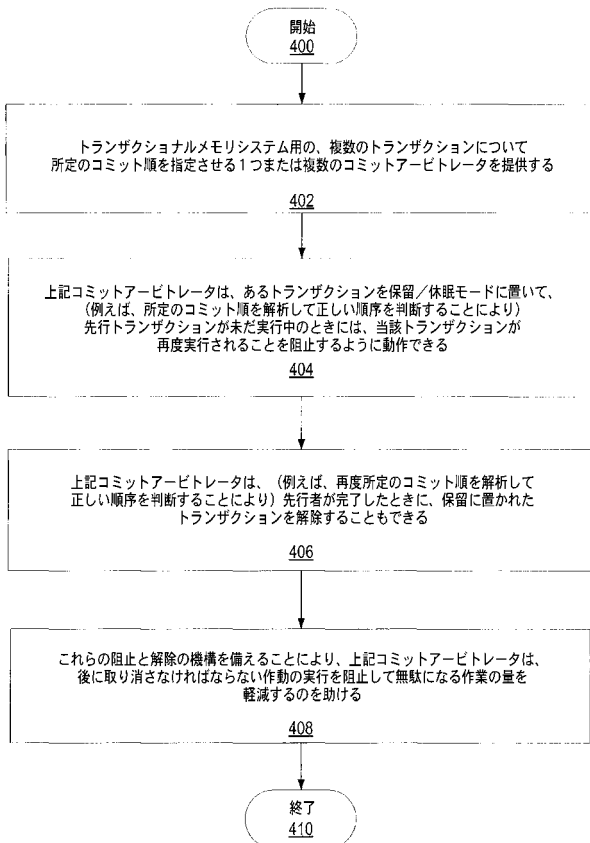 開始
400
トランザクショナルメモリシステム用の、複数のトランザクションについて
所定のコミット順を指定させる1つまたは複数のコミットアービトレータを提供する
402
上記コミットアービトレータは、あるトランザクションを保留/休眠モードに置いて、
(例えば、所定のコミット順を解析して正しい順序を判断することにより)
先行トランザクションが未だ実行中のときには、当該トランザクションが
再度実行されることを阻止するように動作できる
404
上記コミットアービトレータは、(例えば、再度所定のコミット順を解析して
正しい順序を判断することにより)先行者が完了したときに、保留に置かれた
トランザクションを解除することもできる
406
これらの阻止と解除の機構を備えることにより、上記コミットアービトレータは、
後に取り消さなければならない作動の実行を阻止して無駄になる作業の量を
軽減するのを助ける
408
終了
410